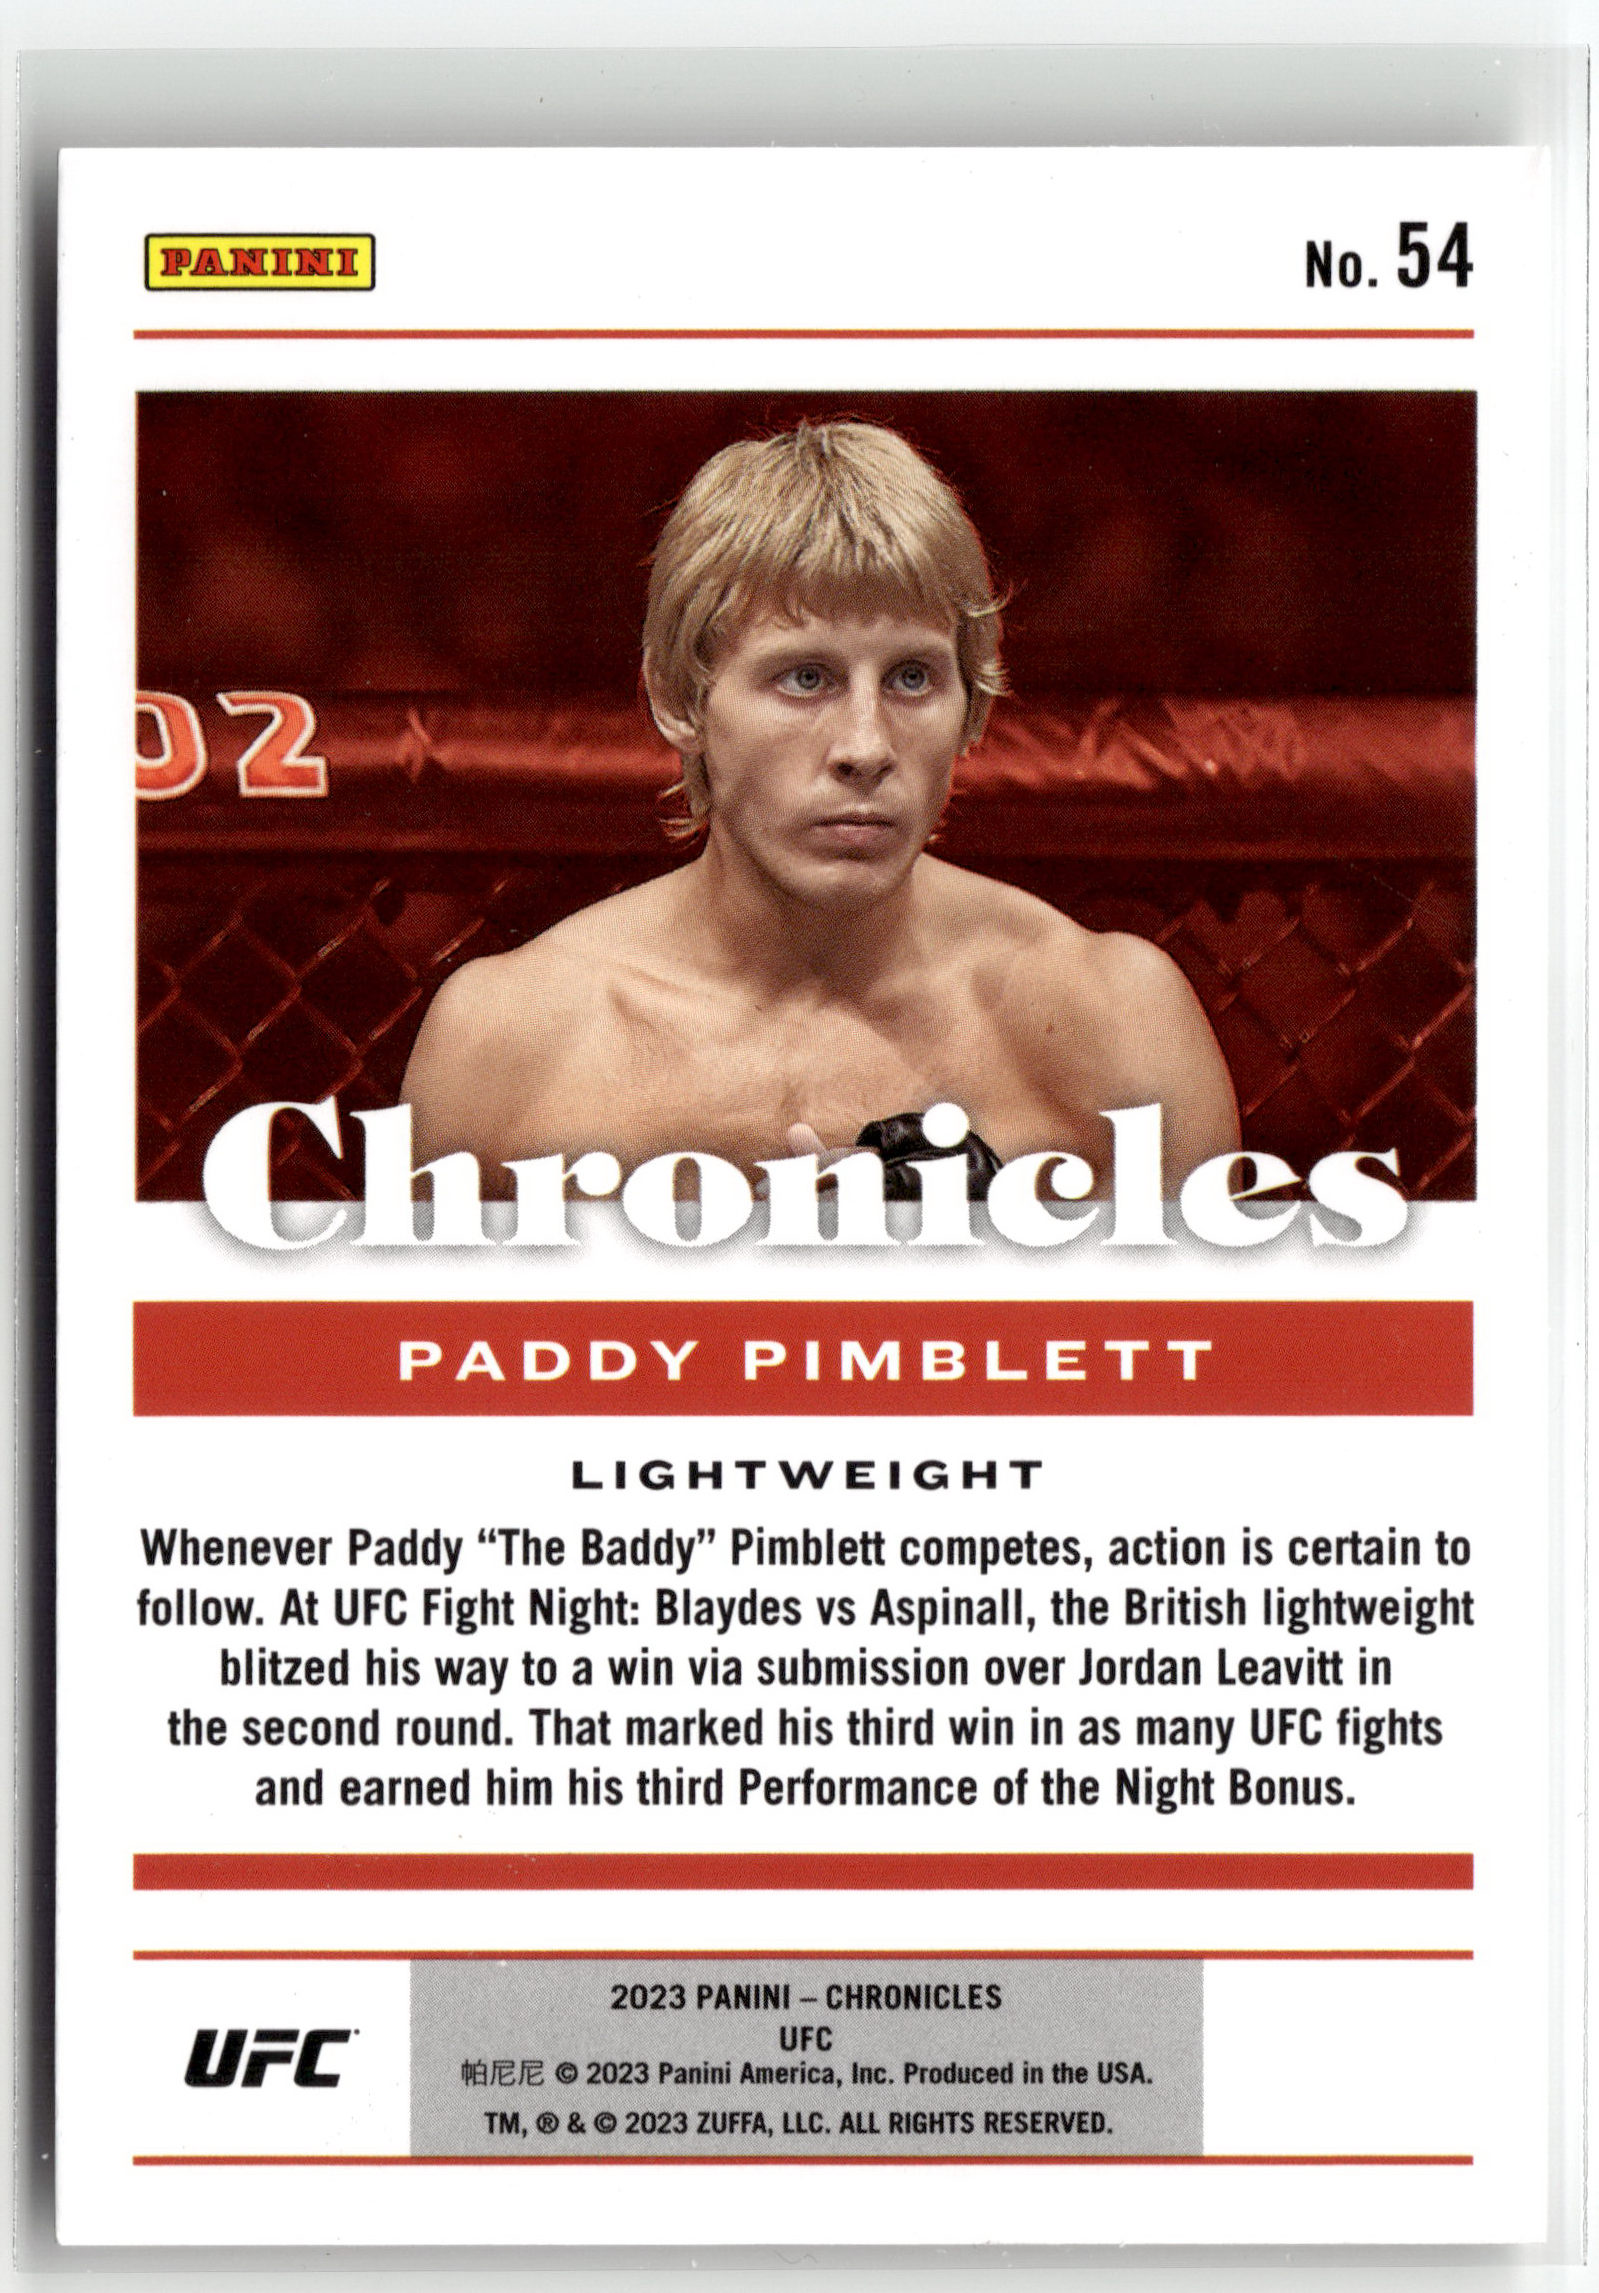 PANINI
No. 54
02
Chronicles
PADDY PIMBLETT
LIGHTWEIGHT
Whenever Paddy “The Baddy” Pimblett competes, action is certain to
follow. At UFC Fight Night: Blaydes vs Aspinall, the British lightweight
blitzed his way to a win via submission over Jordan Leavitt in
the second round. That marked his third win in as many UFC fights
and earned him his third Performance of the Night Bonus.
2023 PANINI – CHRONICLES
UFC
UFC
帕尼尼 © 2023 Panini America, Inc. Produced in the USA.
TM, ® & © 2023 ZUFFA, LLC. ALL RIGHTS RESERVED.